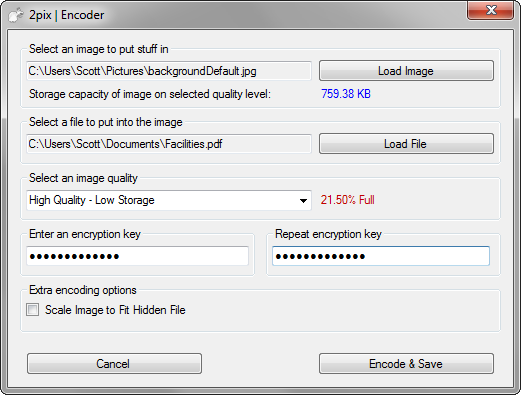 2pix | Encoder
Select an image to put stuff in
C:\Users\Scott\Pictures\backgroundDefault.jpg
Load Image
Storage capacity of image on selected quality level: 759.38 KB
Select a file to put into the image
C:\Users\Scott\Documents\Facilities.pdf
Load File
Select an image quality
High Quality - Low Storage
21.50% Full
Enter an encryption key
Repeat encryption key
●●●●●●●●●●●●●
●●●●●●●●●●●●●
Extra encoding options
Scale Image to Fit Hidden File
Cancel
Encode & Save